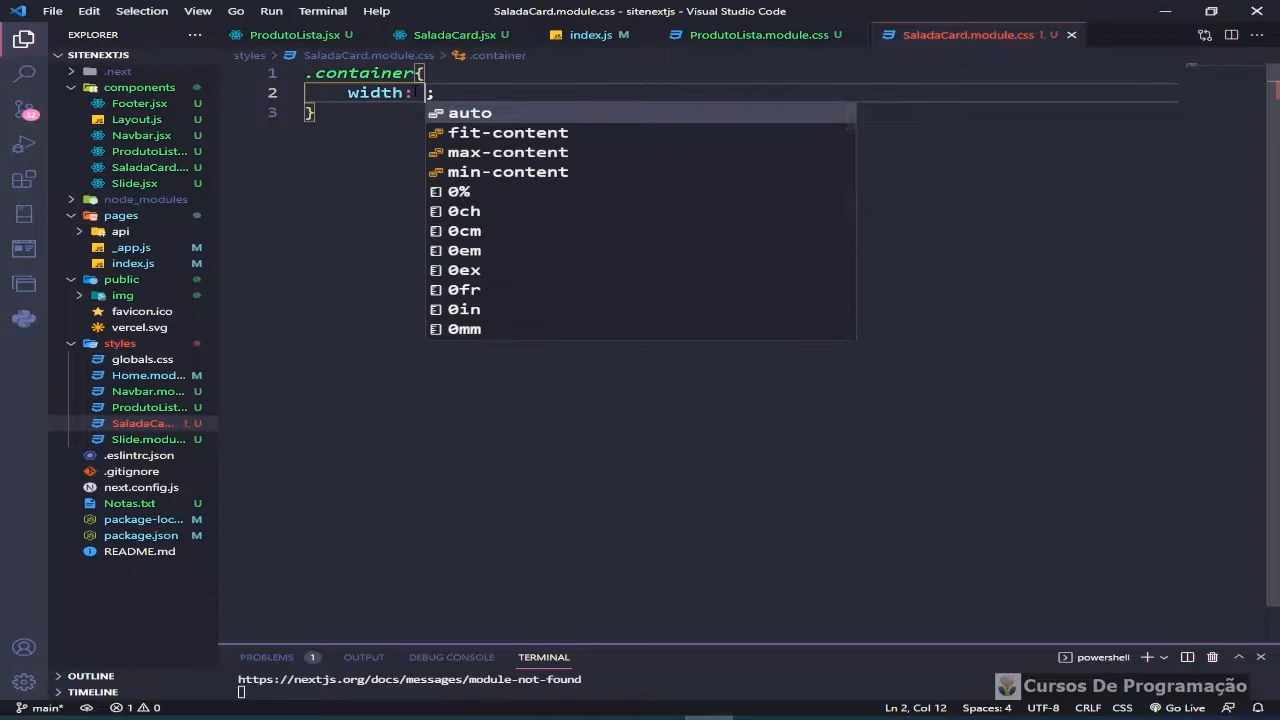 File Edit Selection View Go Run Terminal Help
SaladaCard.module.css - sitenextjs - Visual Studio Code
EXPLORER
SITENEXTJS
.next
components
Footer.jsx
Layout.js
Navbar.jsx
ProdutoList... U
SaladaCard.... U
Slide.jsx U
node_modules
pages
api
_app.js M
index.js M
public
img
favicon.ico
vercel.svg
styles
globals.css
Home.mod... M
Navbar.mo... U
ProdutoList... U
SaladaCa... 1, U
Slide.modu... U
.eslintrc.json
.gitignore
next.config.js
Notas.txt U
package-loc... M
package.json M
README.md
OUTLINE
TIMELINE
ProdutoLista.jsx U
SaladaCard.jsx U
index.js M
ProdutoLista.module.css U
SaladaCard.module.css 1, U
styles > SaladaCard.module.css > .container
1 .container{
2 width: ;
3 }
auto
fit-content
max-content
min-content
0%
0ch
0cm
0em
0ex
0fr
0in
0mm
PROBLEMS 1 OUTPUT DEBUG CONSOLE TERMINAL
powershell
https://nextjs.org/docs/messages/module-not-found
Cursos De Programação
32
main*
1 0
Ln 2, Col 12 Spaces: 4 UTF-8 CRLF CSS Go Live